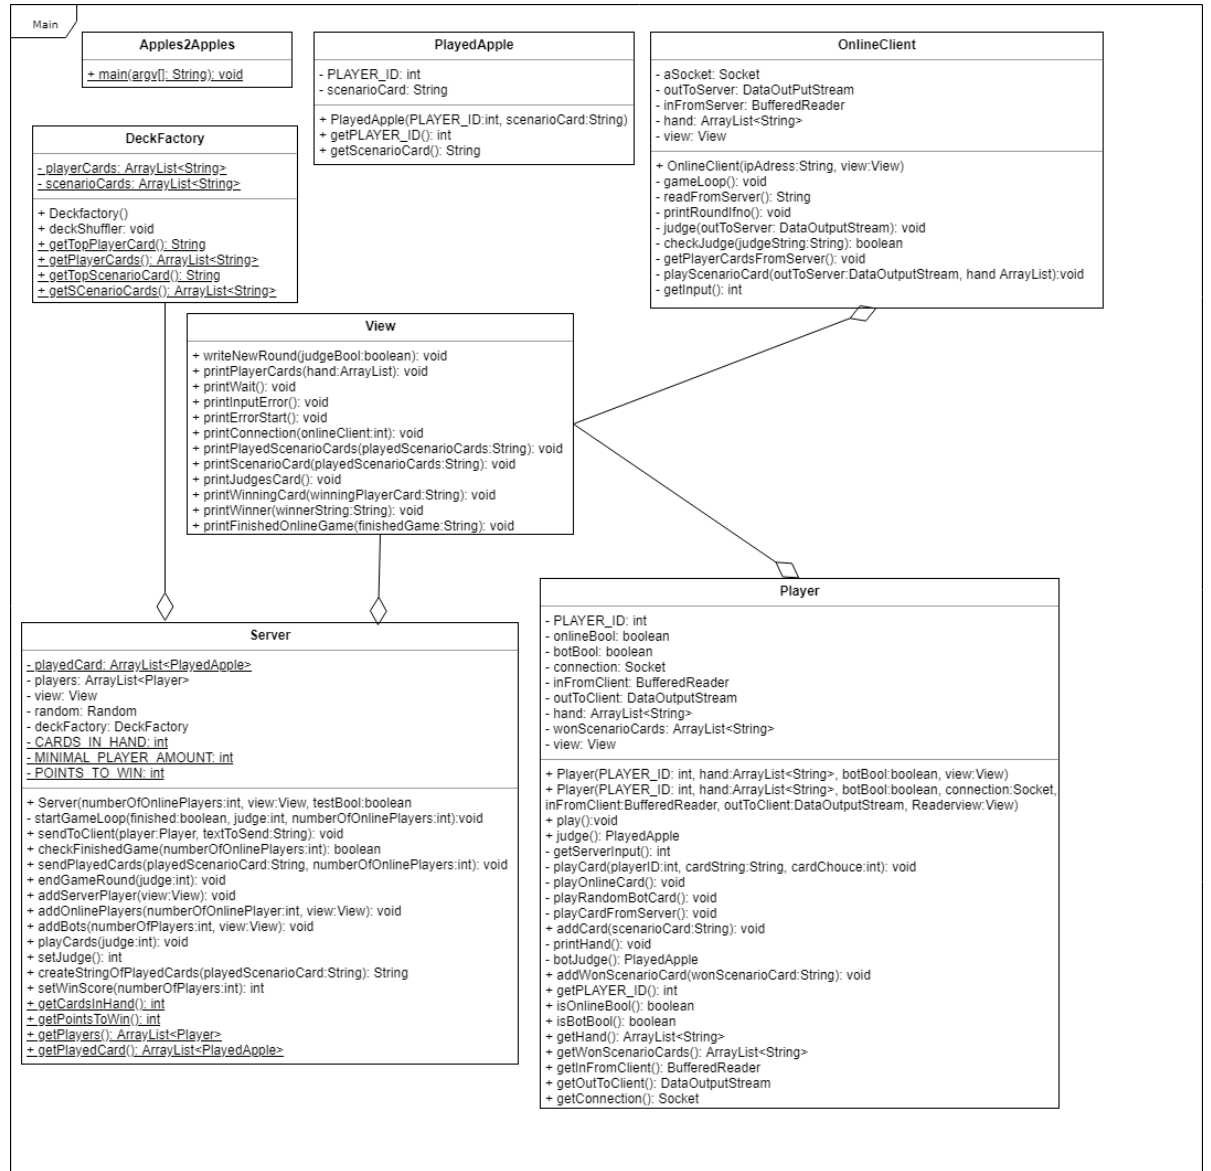 Main
Apples2Apples
+ main(argv[]: String): void
PlayedApple
- PLAYER_ID: int
- scenarioCard: String
+ PlayedApple(PLAYER_ID:int, scenarioCard:String)
+ getPLAYER_ID(): int
+ getScenarioCard(): String
OnlineClient
- aSocket: Socket
- outToServer: DataOutPutStream
- inFromServer: BufferedReader
- hand: ArrayList<String>
- view: View
+ OnlineClient(ipAdress:String, view:View)
- gameLoop(): void
- readFromServer(): String
- printRoundIfno(): void
- judge(outToServer: DataOutputStream): void
- checkJudge(judgeString:String): boolean
- getPlayerCardsFromServer(): void
- playScenarioCard(outToServer:DataOutputStream, hand ArrayList):void
- getInput(): int
DeckFactory
- playerCards: ArrayList<String>
- scenarioCards: ArrayList<String>
+ Deckfactory()
+ deckShuffler: void
+ getTopPlayerCard(): String
+ getPlayerCards(): ArrayList<String>
+ getTopScenarioCard(): String
+ getSCenarioCards(): ArrayList<String>
View
+ writeNewRound(judgeBool:boolean): void
+ printPlayerCards(hand:ArrayList): void
+ printWait(): void
+ printInputError(): void
+ printErrorStart(): void
+ printConnection(onlineClient:int): void
+ printPlayedScenarioCards(playedScenarioCards:String): void
+ printScenarioCard(playedScenarioCards:String): void
+ printJudgesCard(): void
+ printWinningCard(winningPlayerCard:String): void
+ printWinner(winnerString:String): void
+ printFinishedOnlineGame(finishedGame:String): void
Server
- playedCard: ArrayList<PlayedApple>
- players: ArrayList<Player>
- view: View
- random: Random
- deckFactory: DeckFactory
- CARDS_IN_HAND: int
- MINIMAL_PLAYER_AMOUNT: int
- POINTS_TO_WIN: int
+ Server(numberOfOnlinePlayers:int, view:View, testBool:boolean
- startGameLoop(finished:boolean, judge:int, numberOfOnlinePlayers:int):void
+ sendToClient(player:Player, textToSend:String): void
+ checkFinishedGame(numberOfOnlinePlayers:int): boolean
+ sendPlayedCards(playedScenarioCard:String, numberOfOnlinePlayers:int): void
+ endGameRound(judge:int): void
+ addServerPlayer(view:View): void
+ addOnlinePlayers(numberOfOnlinePlayer:int, view:View): void
+ addBots(numberOfPlayers:int, view:View): void
+ playCards(judge:int): void
+ setJudge(): int
+ createStringOfPlayedCards(playedScenarioCard:String): String
+ setWinScore(numberOfPlayers:int): int
+ getCardsInHand(): int
+ getPointsToWin(): int
+ getPlayers(): ArrayList<Player>
+ getPlayedCard(): ArrayList<PlayedApple>
Player
- PLAYER_ID: int
- onlineBool: boolean
- botBool: boolean
- connection: Socket
- inFromClient: BufferedReader
- outToClient: DataOutputStream
- hand: ArrayList<String>
- wonScenarioCards: ArrayList<String>
- view: View
+ Player(PLAYER_ID: int, hand:ArrayList<String>, botBool:boolean, view:View)
+ Player(PLAYER_ID: int, hand:ArrayList<String>, botBool:boolean, connection:Socket,
inFromClient:BufferedReader, outToClient:DataOutputStream, Readerview:View)
+ play():void
+ judge(): PlayedApple
- getServerInput(): int
- playCard(playerID:int, cardString:String, cardChouce:int): void
- playOnlineCard(): void
- playRandomBotCard(): void
- playCardFromServer(): void
+ addCard(scenarioCard:String): void
- printHand(): void
- botJudge(): PlayedApple
+ addWonScenarioCard(wonScenarioCard:String): void
+ getPLAYER_ID(): int
+ isOnlineBool(): boolean
+ isBotBool(): boolean
+ getHand(): ArrayList<String>
+ getWonScenarioCards(): ArrayList<String>
+ getInFromClient(): BufferedReader
+ getOutToClient(): DataOutputStream
+ getConnection(): Socket